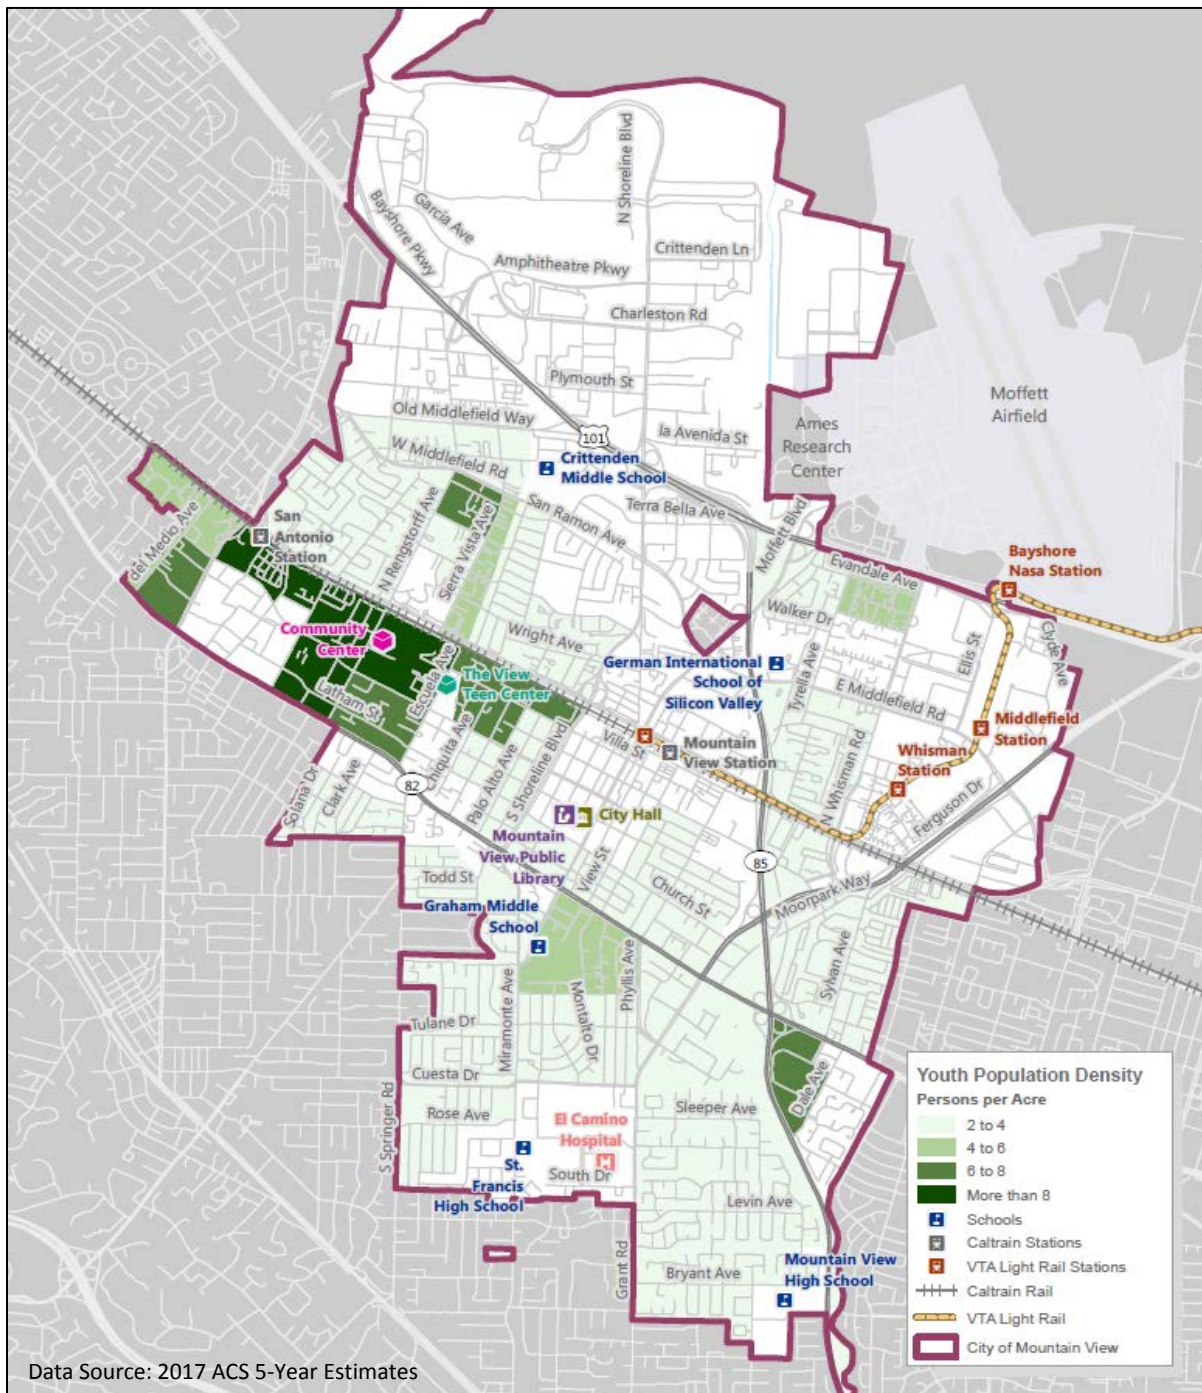 N Shoreline Blvd
Bayshore Pkwy
Garcia Ave
Crittenden Ln
Amphitheatre Pkwy
Charleston Rd
Plymouth St
Moffett
Airfield
Old Middlefield Way
la Avenida St
Ames
Research
Center
101
W Middlefield Rd
Crittenden
Middle School
San Ramon Ave
Terra Bella Ave
Moffett Blvd
del Medio Ave
San
Antonio
Station
N Rengstorff Ave
Sierra Vista Ave
Evandale Ave
Bayshore
Nasa Station
Walker Dr
Wright Ave
Community
Center
Ellis St
Clyde Ave
German International
School of
Silicon Valley
Tyrella Ave
E Middlefield Rd
The View
Teen Center
Escuela Ave
Latham St
Middlefield
Station
Villa St
Mountain
View Station
N Whisman Rd
Whisman
Station
Chiquita Ave
Palo Alto Ave
S Shoreline Blvd
82
Solana Dr
Clark Ave
Ferguson Dr
City Hall
Mountain
View Public
Library
View St
85
Todd St
Church St
Moorpark Way
Graham Middle
School
Phyllis Ave
Sylvan Ave
Miramonte Ave
Montalto Dr
Tulane Dr
Cuesta Dr
Rose Ave
S Springer Rd
Sleeper Ave
Dale Ave
El Camino
Hospital
St.
Francis
High School
South Dr
Levin Ave
Grant Rd
Bryant Ave
Mountain View
High School
Youth Population Density
Persons per Acre
2 to 4
4 to 6
6 to 8
More than 8
Schools
Caltrain Stations
VTA Light Rail Stations
Caltrain Rail
VTA Light Rail
City of Mountain View
Data Source: 2017 ACS 5-Year Estimates